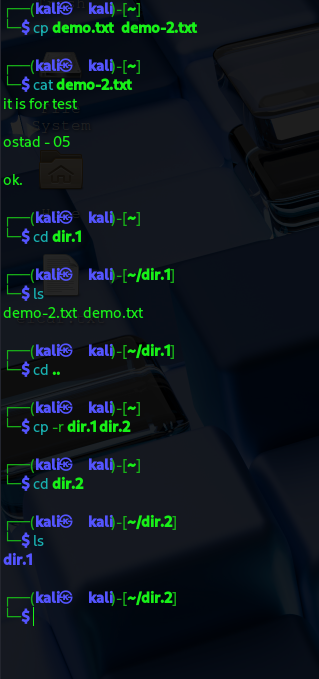 ┌──(kali㉿kali)-[~]
└─$ cp demo.txt demo-2.txt
┌──(kali㉿kali)-[~]
└─$ cat demo-2.txt
it is for test
System
ostad - 05
ok.
┌──(kali㉿kali)-[~]
└─$ cd dir.1
┌──(kali㉿kali)-[~/dir.1]
└─$ ls
demo-2.txt demo.txt
┌──(kali㉿kali)-[~/dir.1]
└─$ cd ..
┌──(kali㉿kali)-[~]
└─$ cp -r dir.1 dir.2
┌──(kali㉿kali)-[~]
└─$ cd dir.2
┌──(kali㉿kali)-[~/dir.2]
└─$ ls
dir.1
┌──(kali㉿kali)-[~/dir.2]
└─$